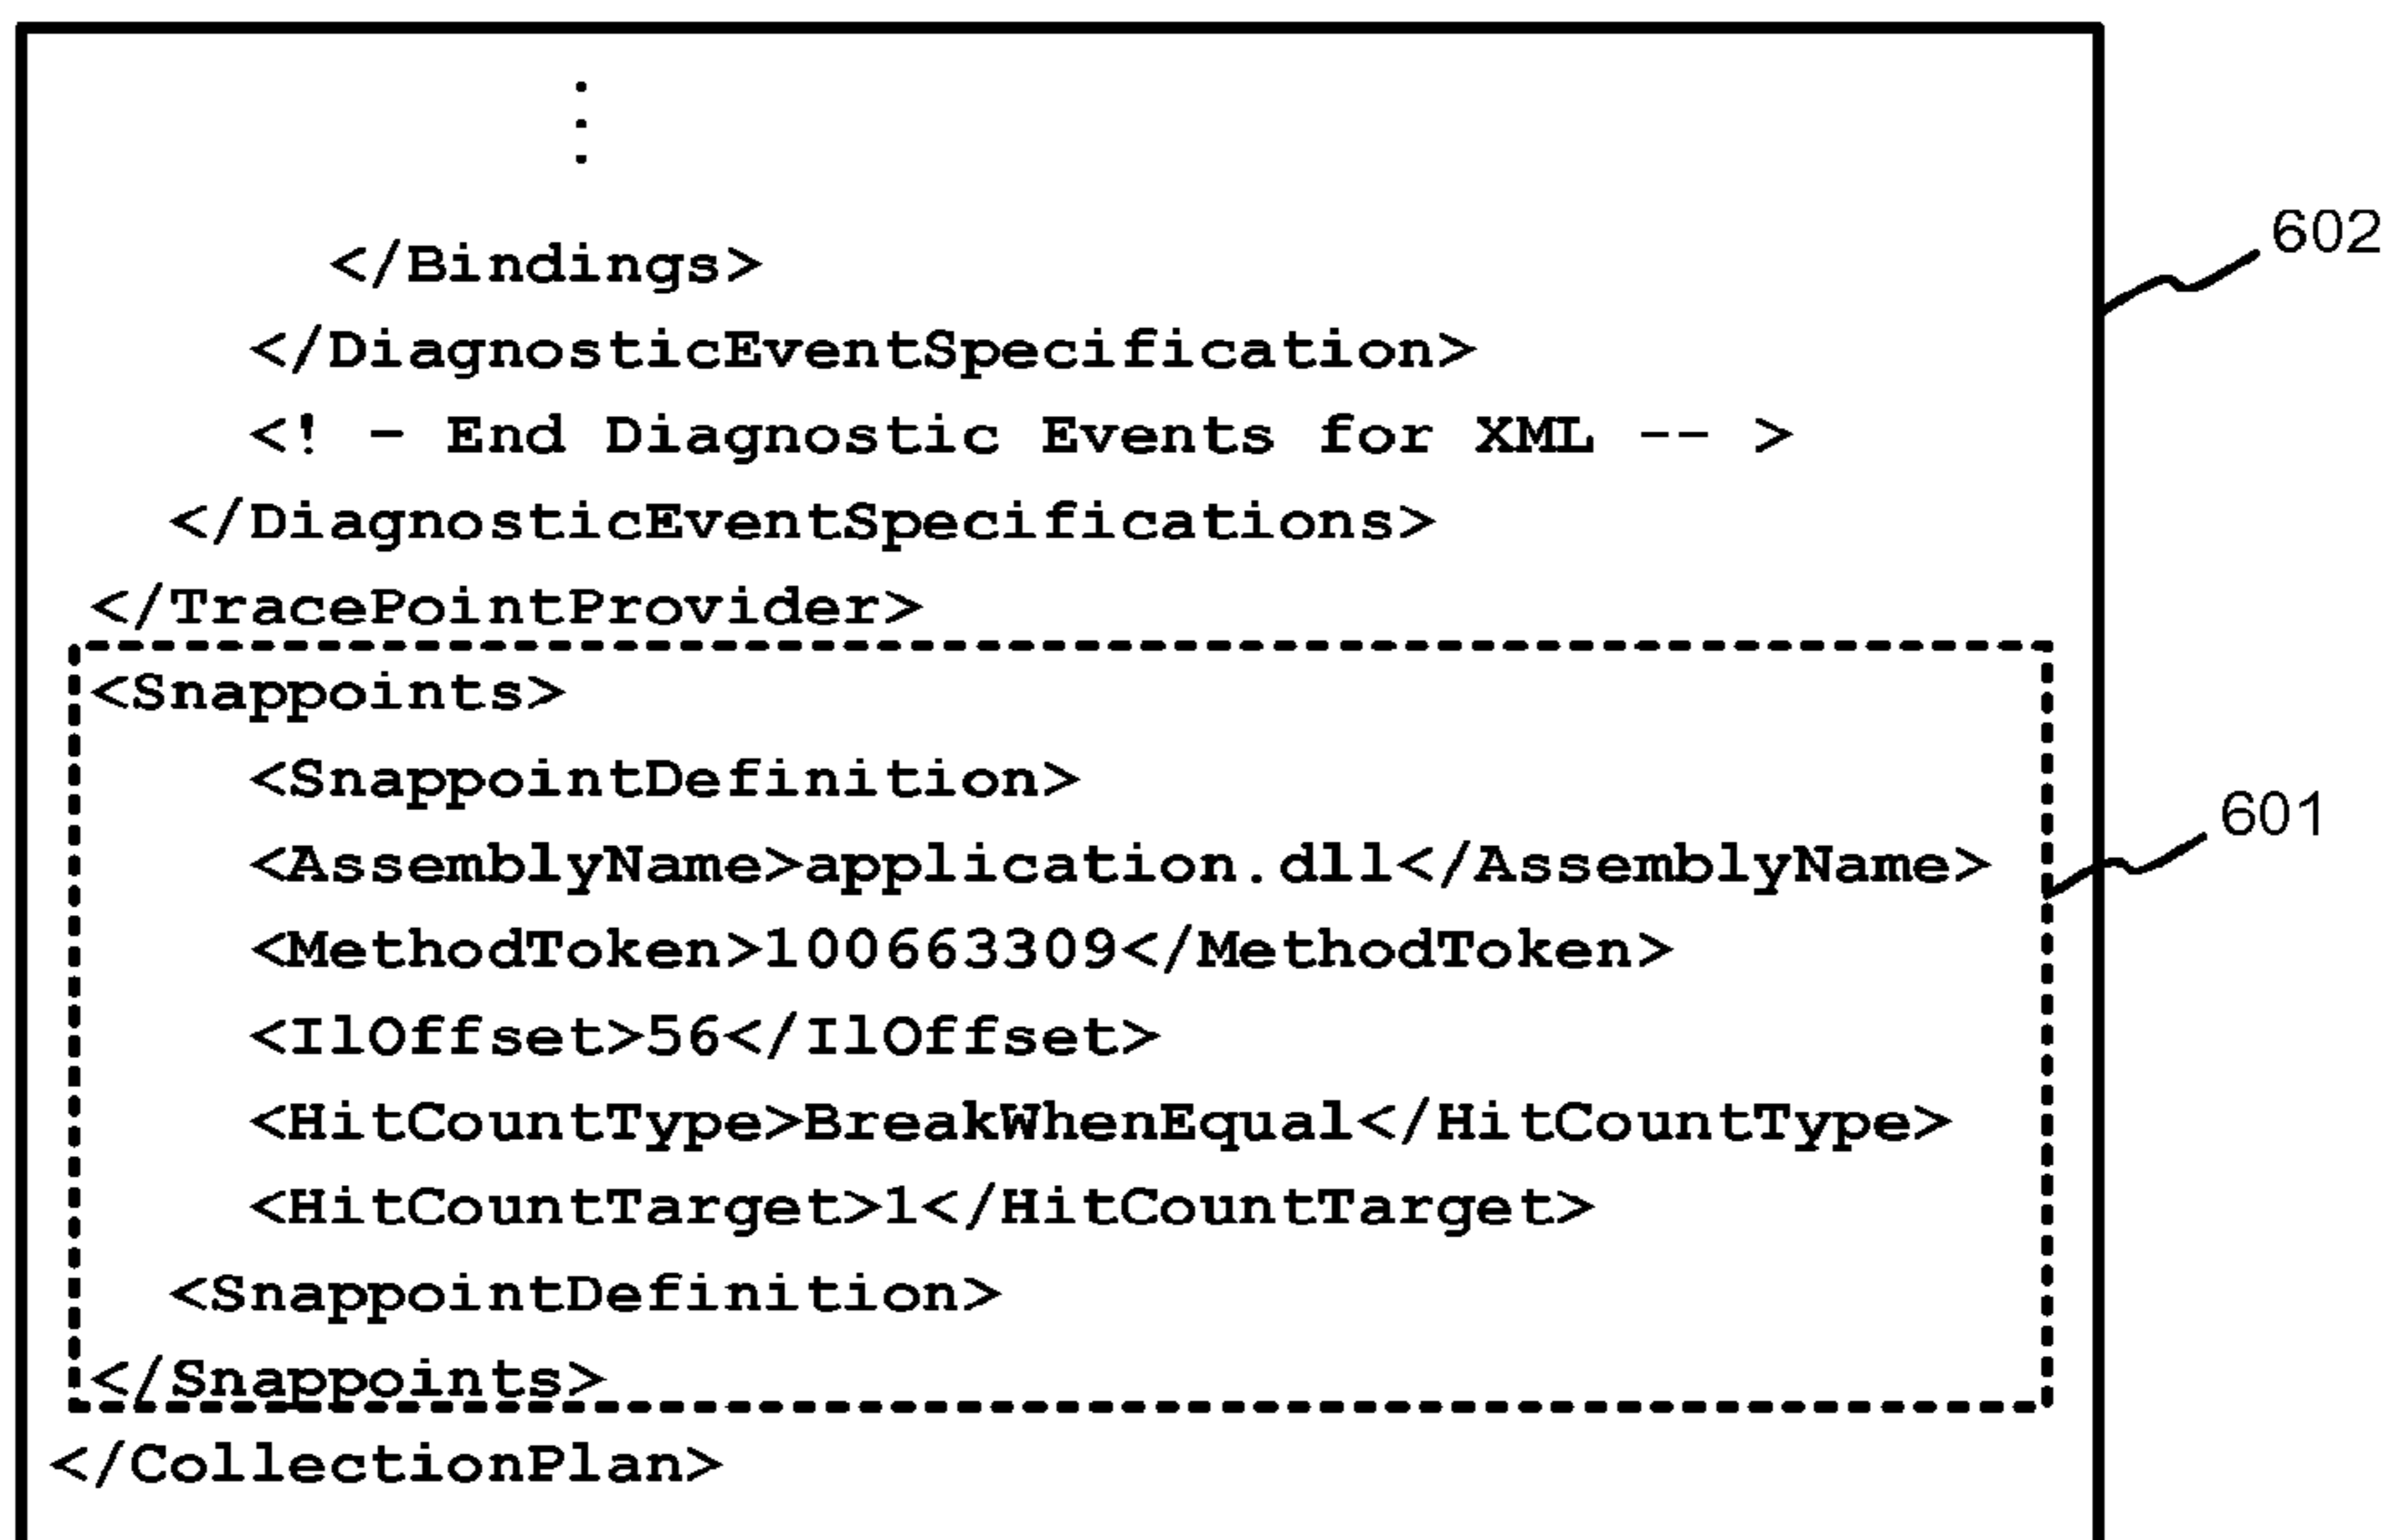 </Bindings>
602
</DiagnosticEventSpecification>
<! - End Diagnostic Events for XML -- >
</DiagnosticEventSpecifications>
</TracePointProvider>
<Snappoints>
<SnappointDefinition>
601
<AssemblyName>application.dll</AssemblyName>
<MethodToken>100663309</MethodToken>
<IlOffset>56</IlOffset>
<HitCountType>BreakWhenEqual</HitCountType>
<HitCountTarget>1</HitCountTarget>
<SnappointDefinition>
</Snappoints>
</CollectionPlan>